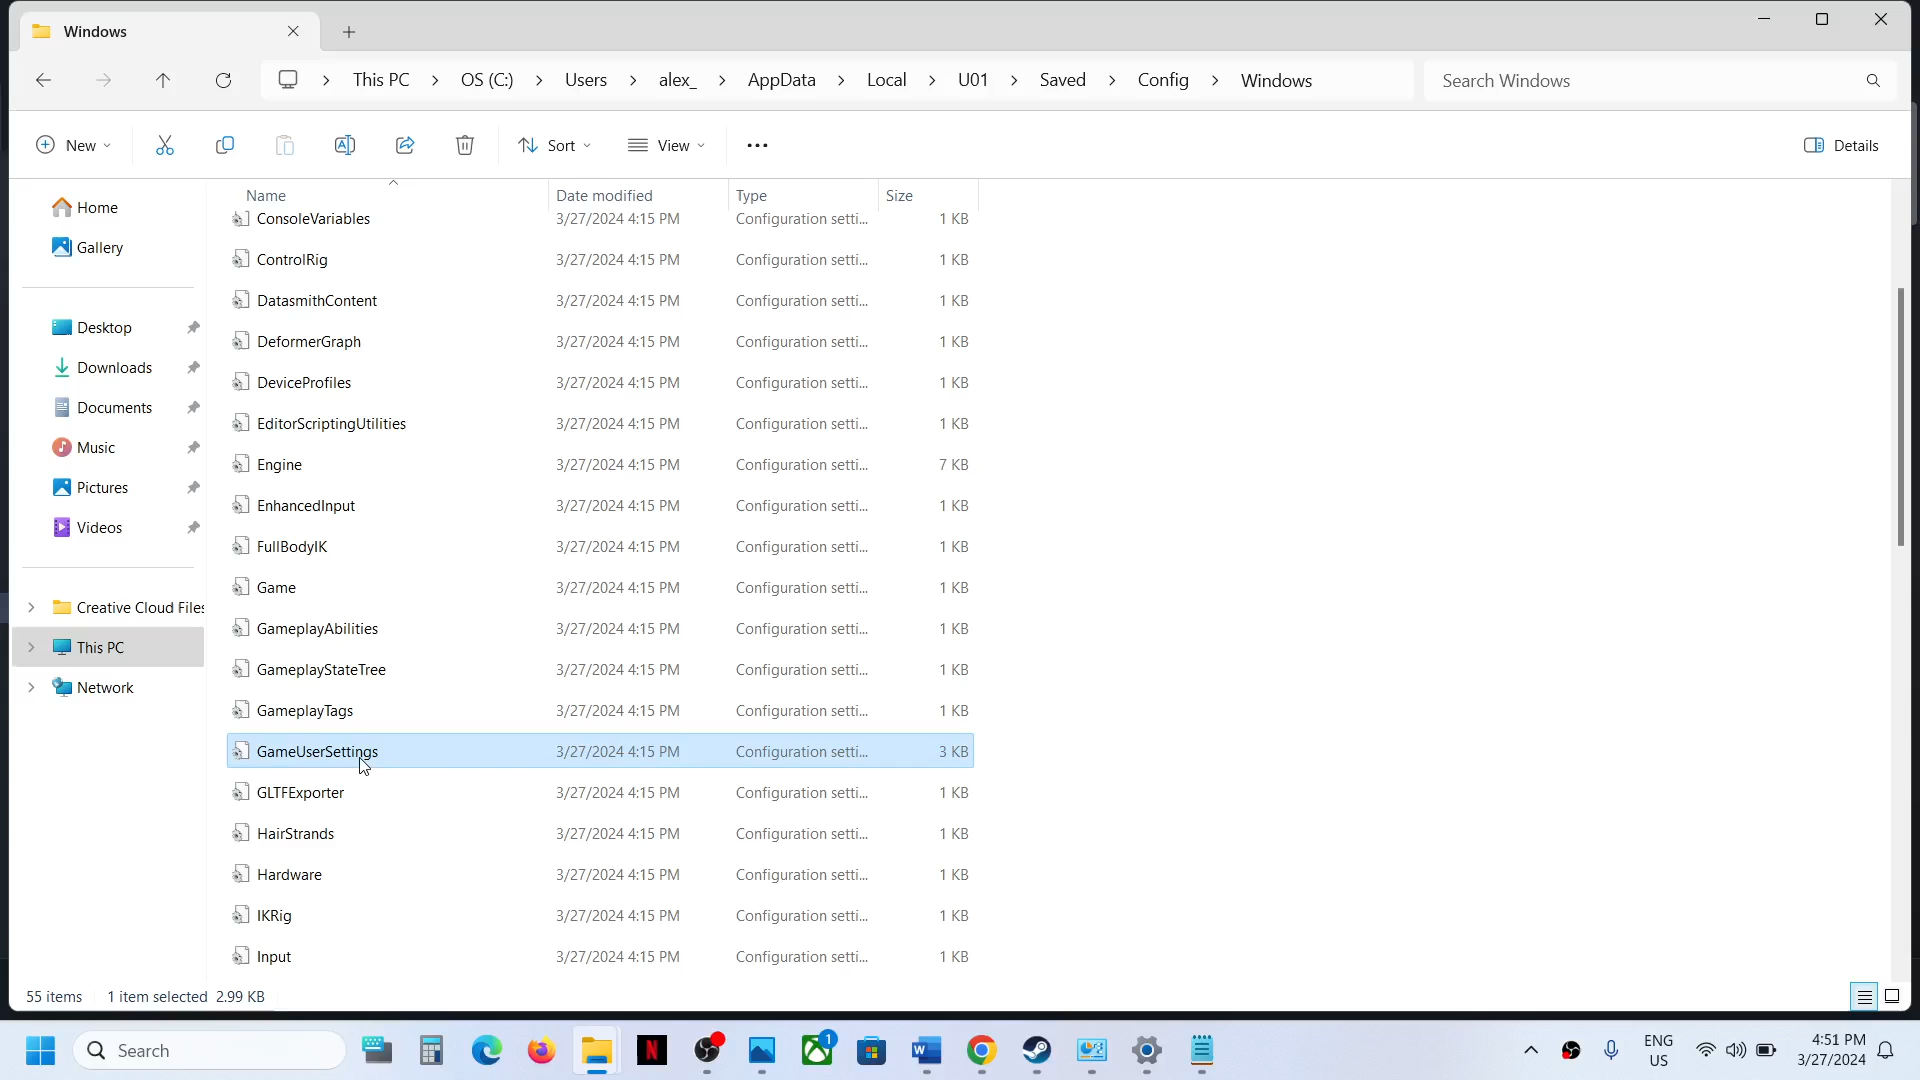 Windows
This PC > OS (C:) > Users > alex_ > AppData > Local > U01 > Saved > Config > Windows
Search Windows
New
Sort
View
Details
Name Date modified Type Size
Home
Gallery
Desktop
Downloads
Documents
Music
Pictures
Videos
Creative Cloud Files
This PC
Network
ConsoleVariables 3/27/2024 4:15 PM Configuration setti... 1 KB
ControlRig 3/27/2024 4:15 PM Configuration setti... 1 KB
DatasmithContent 3/27/2024 4:15 PM Configuration setti... 1 KB
DeformerGraph 3/27/2024 4:15 PM Configuration setti... 1 KB
DeviceProfiles 3/27/2024 4:15 PM Configuration setti... 1 KB
EditorScriptingUtilities 3/27/2024 4:15 PM Configuration setti... 1 KB
Engine 3/27/2024 4:15 PM Configuration setti... 7 KB
EnhancedInput 3/27/2024 4:15 PM Configuration setti... 1 KB
FullBodyIK 3/27/2024 4:15 PM Configuration setti... 1 KB
Game 3/27/2024 4:15 PM Configuration setti... 1 KB
GameplayAbilities 3/27/2024 4:15 PM Configuration setti... 1 KB
GameplayStateTree 3/27/2024 4:15 PM Configuration setti... 1 KB
GameplayTags 3/27/2024 4:15 PM Configuration setti... 1 KB
GameUserSettings 3/27/2024 4:15 PM Configuration setti... 3 KB
GLTFExporter 3/27/2024 4:15 PM Configuration setti... 1 KB
HairStrands 3/27/2024 4:15 PM Configuration setti... 1 KB
Hardware 3/27/2024 4:15 PM Configuration setti... 1 KB
IKRig 3/27/2024 4:15 PM Configuration setti... 1 KB
Input 3/27/2024 4:15 PM Configuration setti... 1 KB
55 items 1 item selected 2.99 KB
Search
N
1
W
ENG
US
4:51 PM
3/27/2024